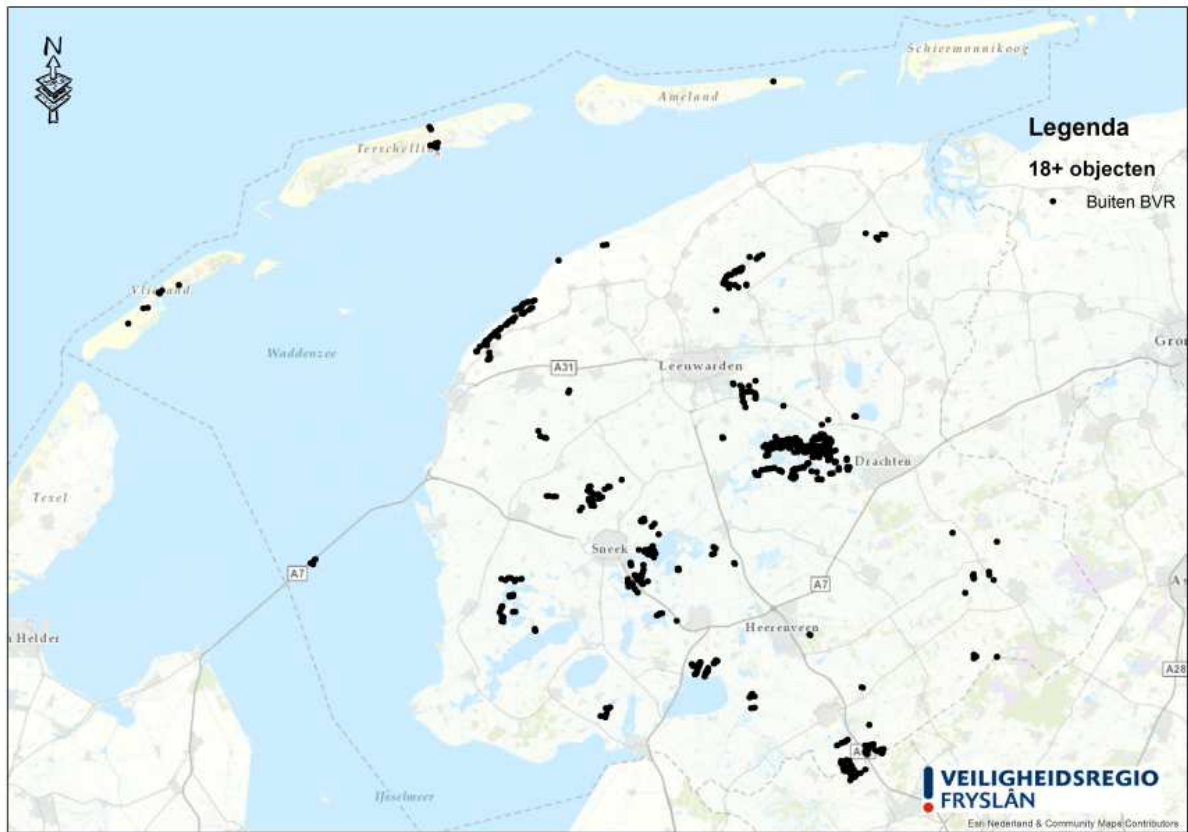 N
Schiermonnikoog
Ameland
Terschelling
Legenda
18+ objecten
Buiten BVR
Vlieland
Waddenzee
A31
Leeuwarden
Texel
Drachten
Sneek
A7
A7
Heerenveen
n Helder
A28
IJsselmeer
VEILIGHEIDSREGIO
FRYSLÂN
Esri Nederland & Community Maps Contributors